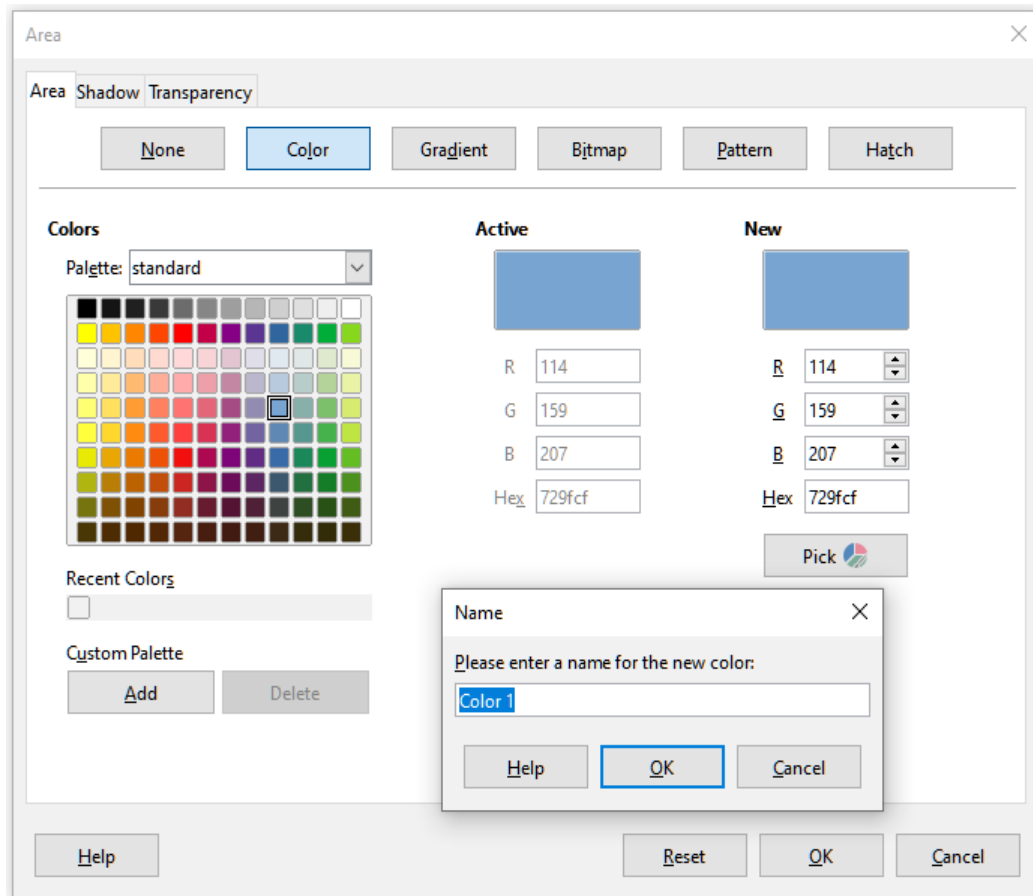 Area
Area Shadow Transparency
None Color Gradient Bitmap Pattern Hatch
Colors
Palette: standard
Recent Colors
Custom Palette
Add Delete
Active
R 114
G 159
B 207
Hex 729fcf
New
R 114
G 159
B 207
Hex 729fcf
Pick
Name
Please enter a name for the new color:
Color 1
Help OK Cancel
Help Reset OK Cancel